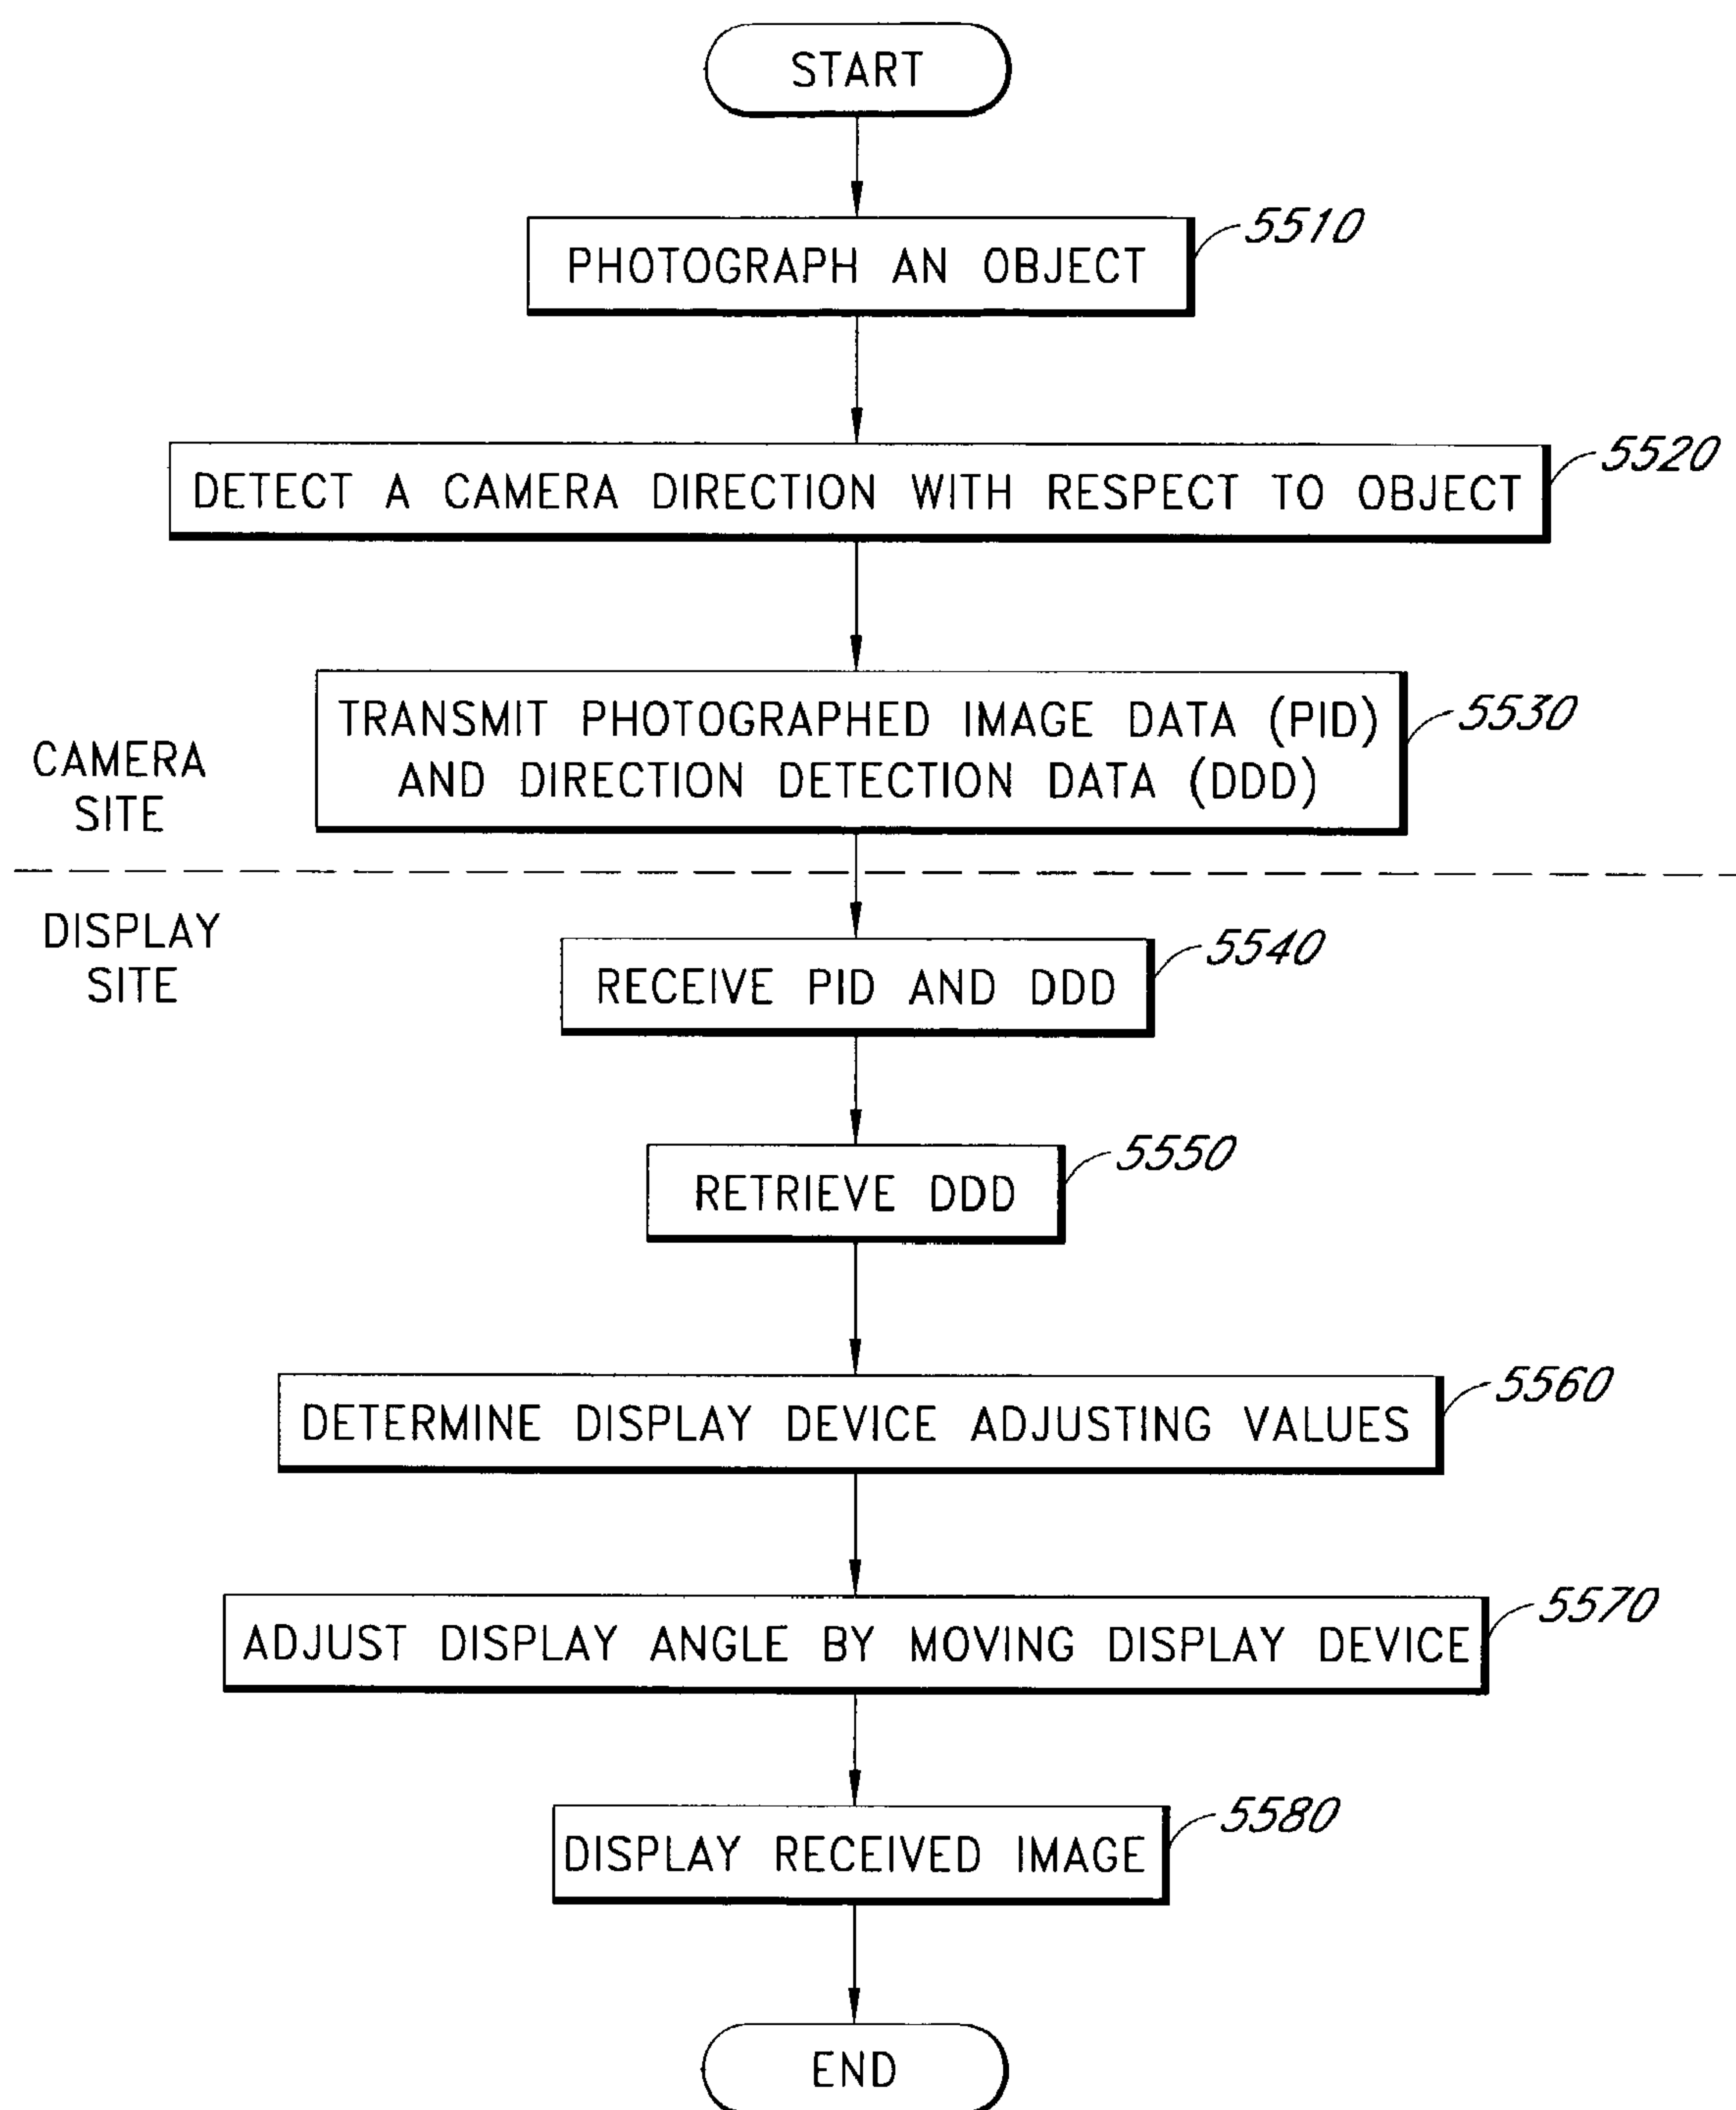 START
PHOTOGRAPH AN OBJECT
5510
DETECT A CAMERA DIRECTION WITH RESPECT TO OBJECT
5520
TRANSMIT PHOTOGRAPHED IMAGE DATA (PID)
AND DIRECTION DETECTION DATA (DDD)
5530
CAMERA
SITE
DISPLAY
SITE
RECEIVE PID AND DDD
5540
RETRIEVE DDD
5550
DETERMINE DISPLAY DEVICE ADJUSTING VALUES
5560
ADJUST DISPLAY ANGLE BY MOVING DISPLAY DEVICE
5570
DISPLAY RECEIVED IMAGE
5580
END